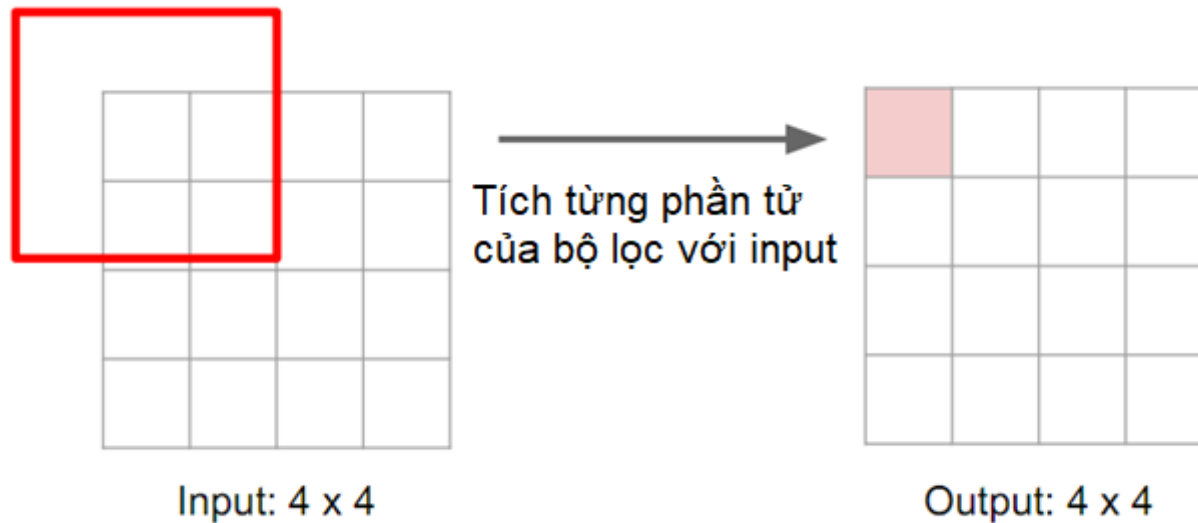 Tích từng phần tử
của bộ lọc với input
Input: 4 x 4
Output: 4 x 4